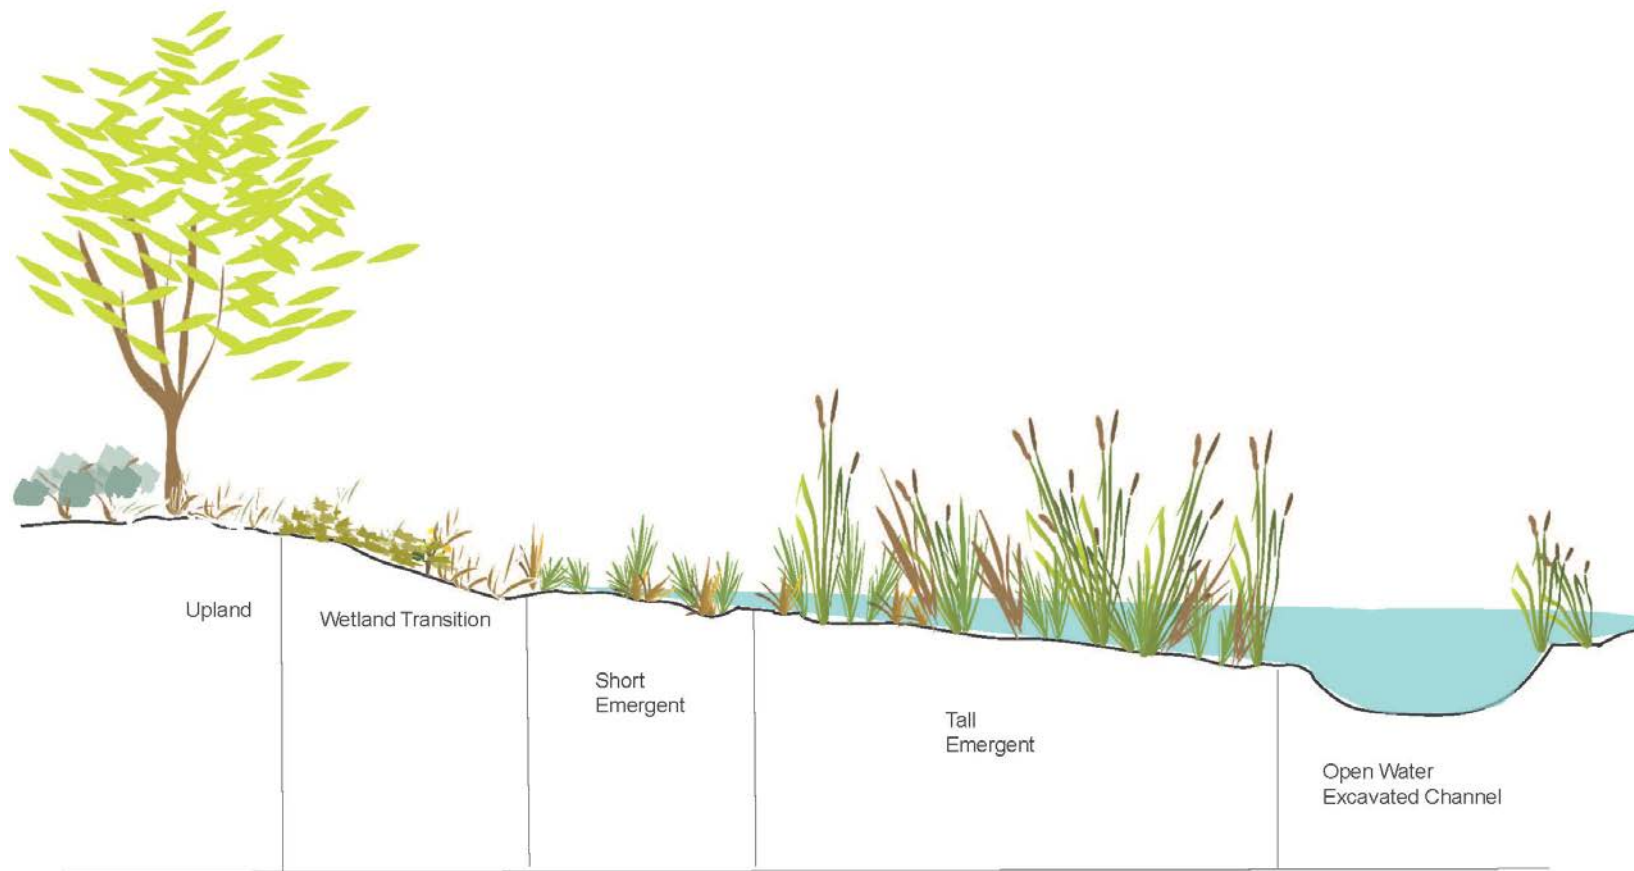 Upland
Wetland Transition
Short
Emergent
Tall
Emergent
Open Water
Excavated Channel